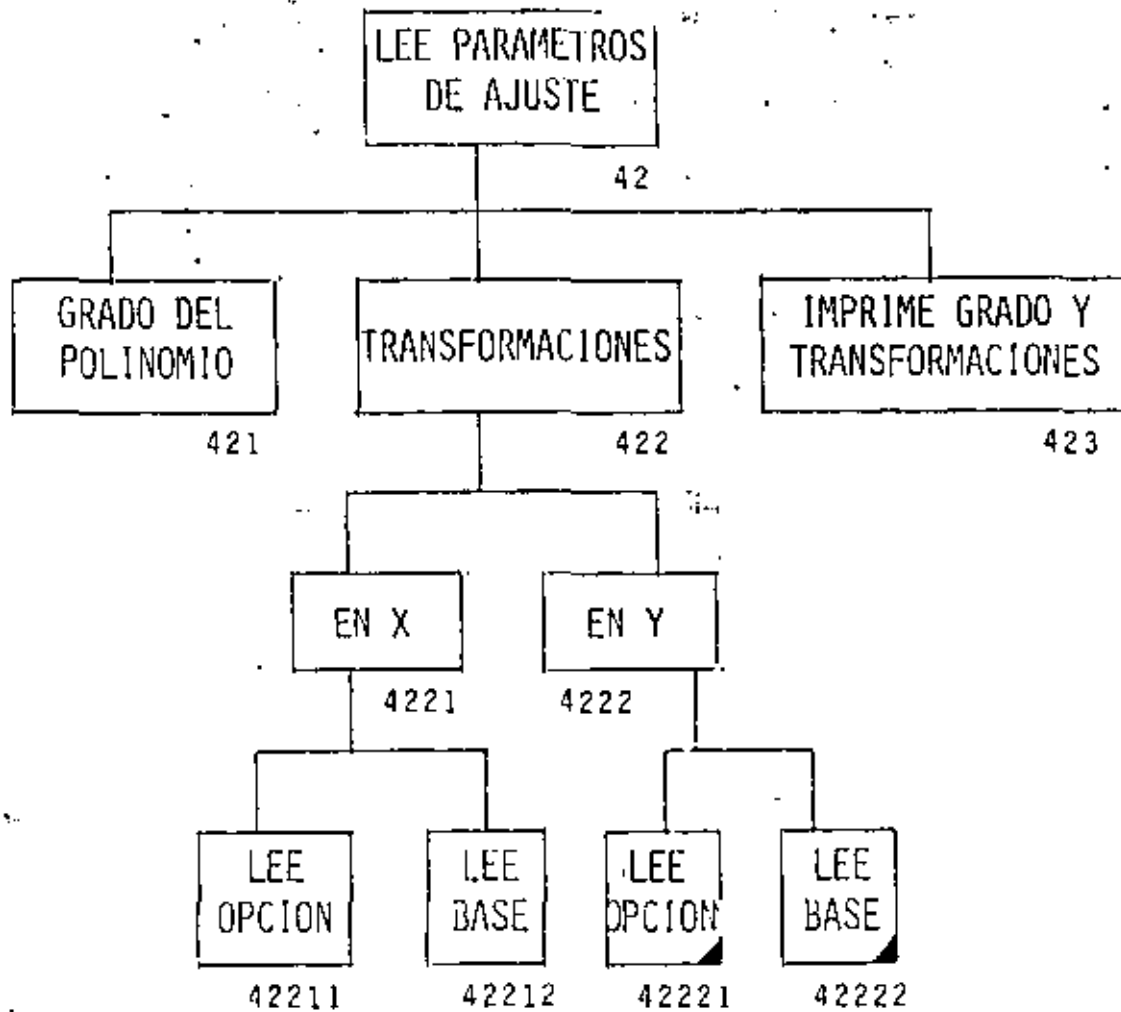 LEE PARAMETROS
DE AJUSTE
42
GRADO DEL
POLINOMIO
421
TRANSFORMACIONES
422
IMPRIME GRADO Y
TRANSFORMACIONES
423
EN X
4221
EN Y
4222
LEE
OPCION
42211
LEE
BASE
42212
LEE
OPCION
42221
LEE
BASE
42222